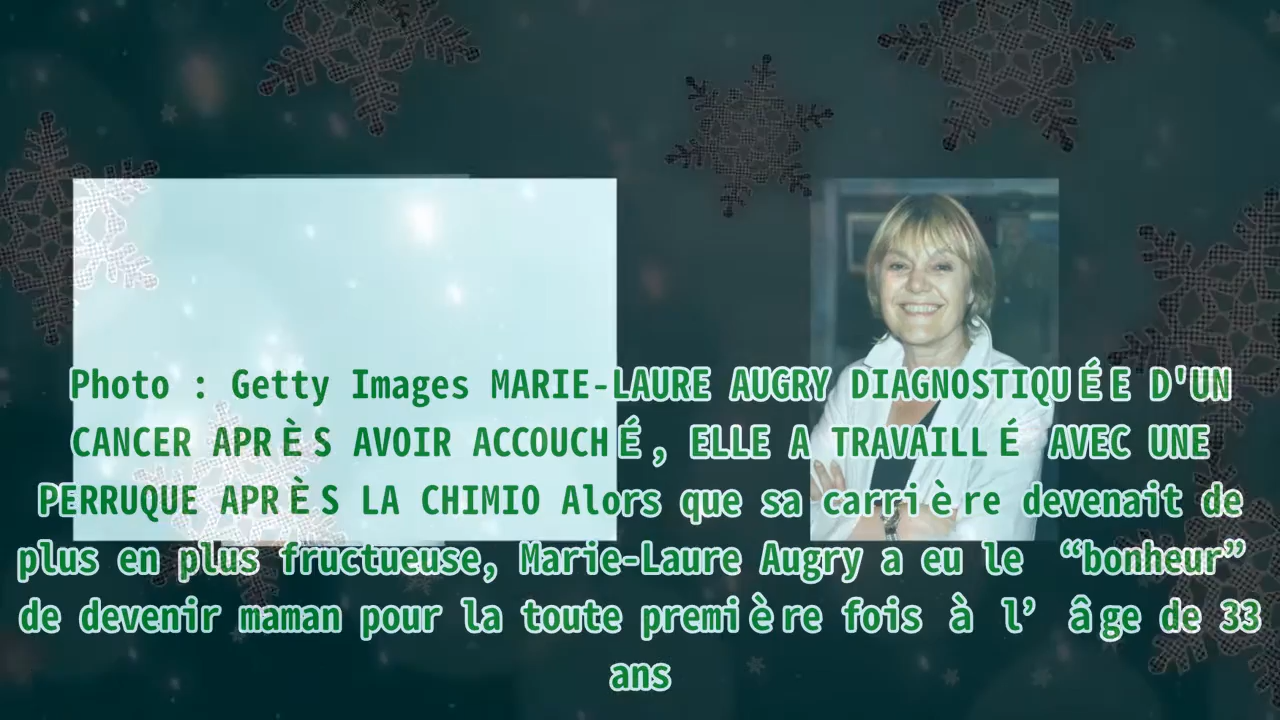 Photo : Getty Images MARIE-LAURE AUGRY DIAGNOSTIQUÉE D'UN
CANCER APRÈS AVOIR ACCOUCHÉ, ELLE A TRAVAILLÉ AVEC UNE
PERRUQUE APRÈS LA CHIMIO Alors que sa carrière devenait de
plus en plus fructueuse, Marie-Laure Augry a eu le “bonheur”
de devenir maman pour la toute première fois à l’ âge de 33
ans